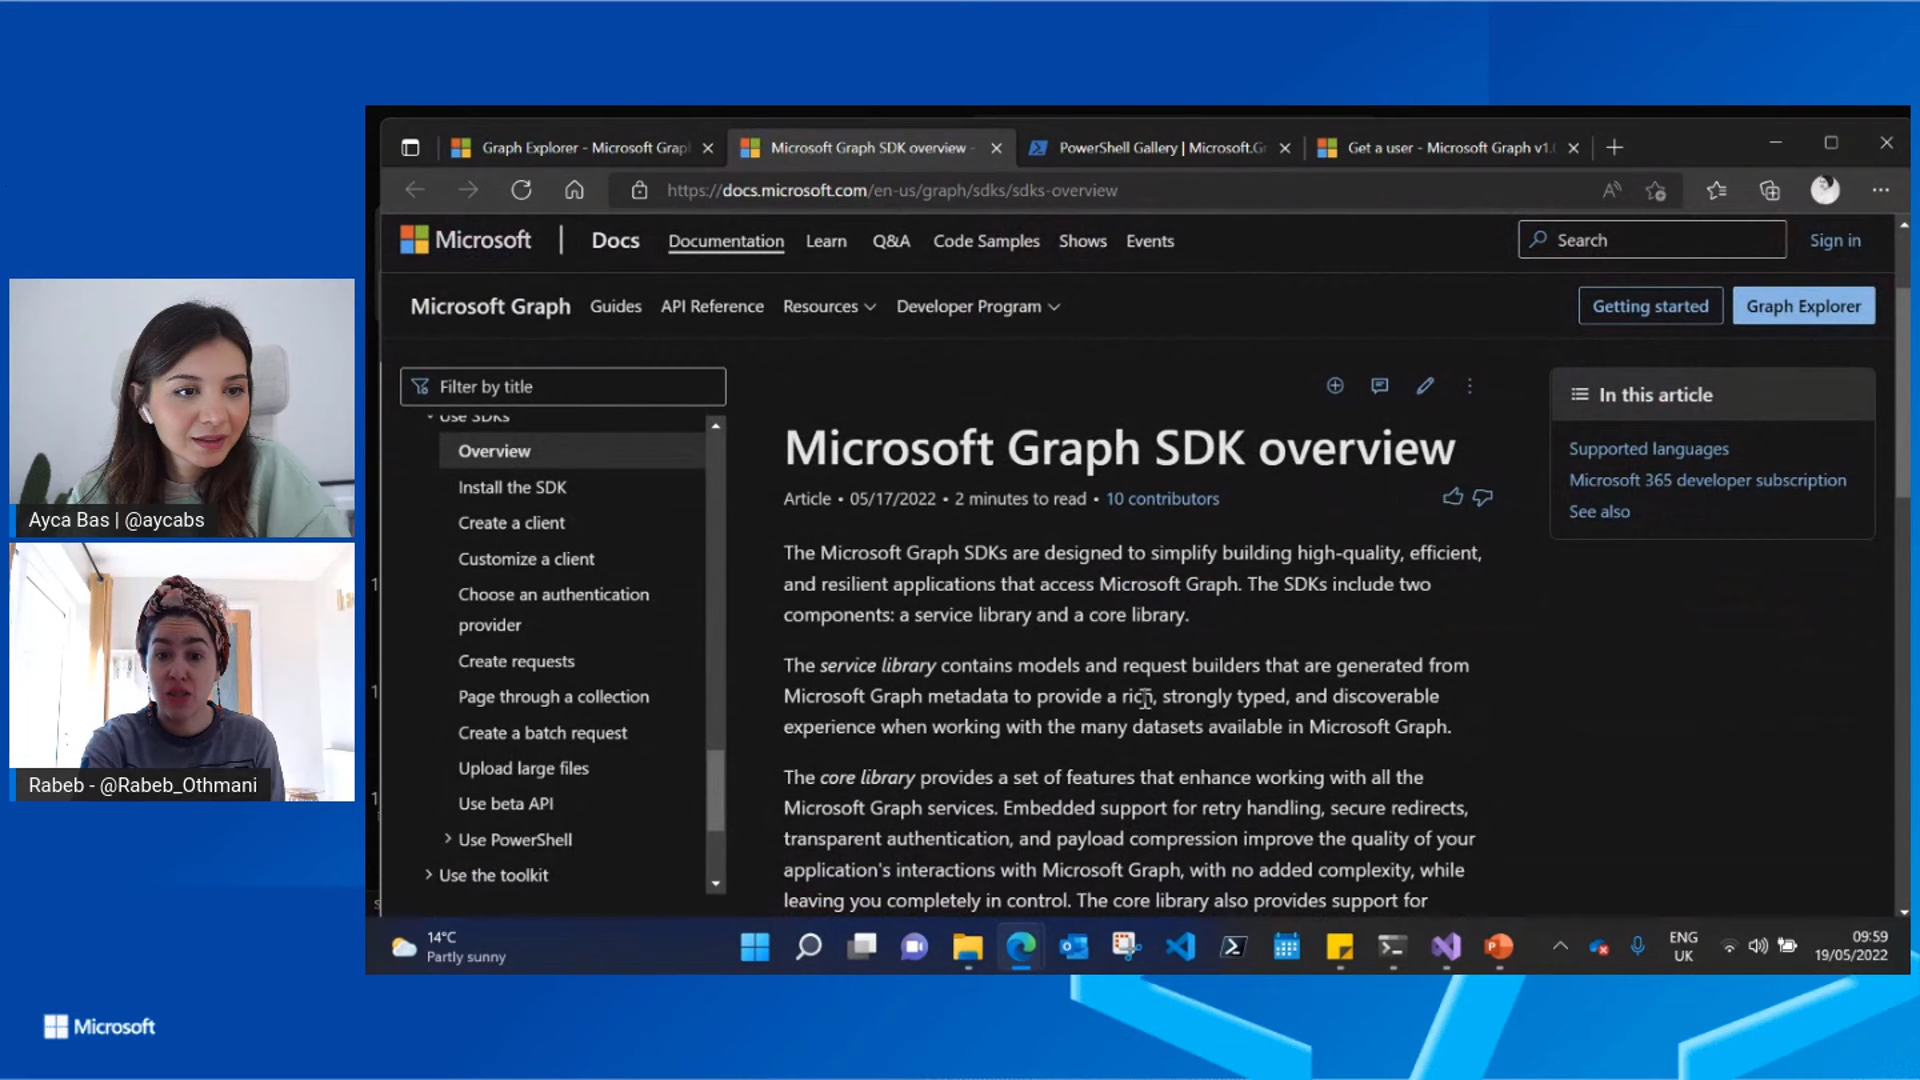 Graph Explorer - Microsoft Grap
Microsoft Graph SDK overview -
PowerShell Gallery | Microsoft.Gr
Get a user - Microsoft Graph v1.
https://docs.microsoft.com/en-us/graph/sdks/sdks-overview
Microsoft | Docs Documentation Learn Q&A Code Samples Shows Events
Search
Sign in
Microsoft Graph Guides API Reference Resources Developer Program
Getting started
Graph Explorer
Filter by title
Use SDKs
Overview
Install the SDK
Create a client
Customize a client
Choose an authentication
provider
Create requests
Page through a collection
Create a batch request
Upload large files
Use beta API
Use PowerShell
Use the toolkit
Microsoft Graph SDK overview
Article • 05/17/2022 • 2 minutes to read • 10 contributors
The Microsoft Graph SDKs are designed to simplify building high-quality, efficient,
and resilient applications that access Microsoft Graph. The SDKs include two
components: a service library and a core library.
The service library contains models and request builders that are generated from
Microsoft Graph metadata to provide a rich, strongly typed, and discoverable
experience when working with the many datasets available in Microsoft Graph.
The core library provides a set of features that enhance working with all the
Microsoft Graph services. Embedded support for retry handling, secure redirects,
transparent authentication, and payload compression improve the quality of your
application's interactions with Microsoft Graph, with no added complexity, while
leaving you completely in control. The core library also provides support for
In this article
Supported languages
Microsoft 365 developer subscription
See also
Ayca Bas | @aycabs
Rabeb - @Rabeb_Othmani
14°C
Partly sunny
ENG
UK
09:59
19/05/2022
Microsoft